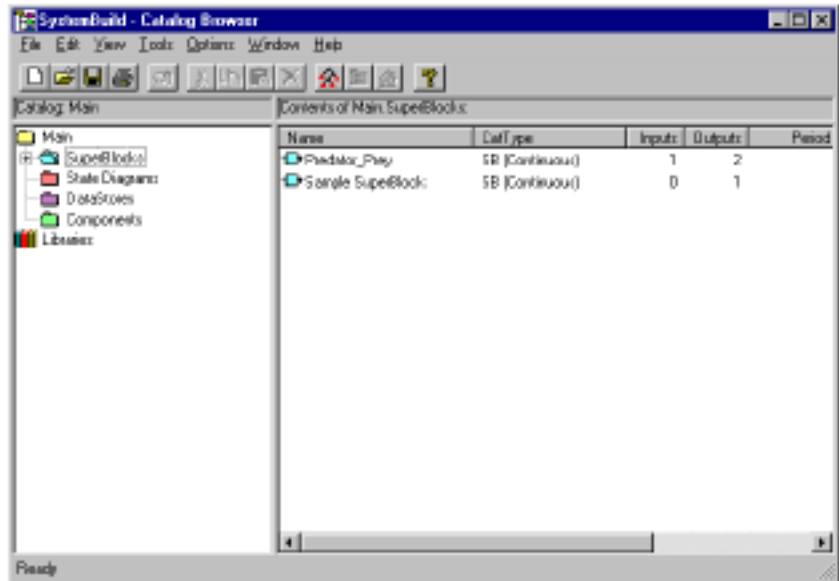 SystemBuild - Catalog Browser
File Edit View Tools Options Window Help
Catalog: Main
Contents of Main.SuperBlocks:
Main
SuperBlocks
State Diagrams
DataStores
Components
Libraries
Name CatType Inputs Outputs Period
Predator_Prey SB (Continuous) 1 2
Sample SuperBlock: SB (Continuous) 0 1
Ready